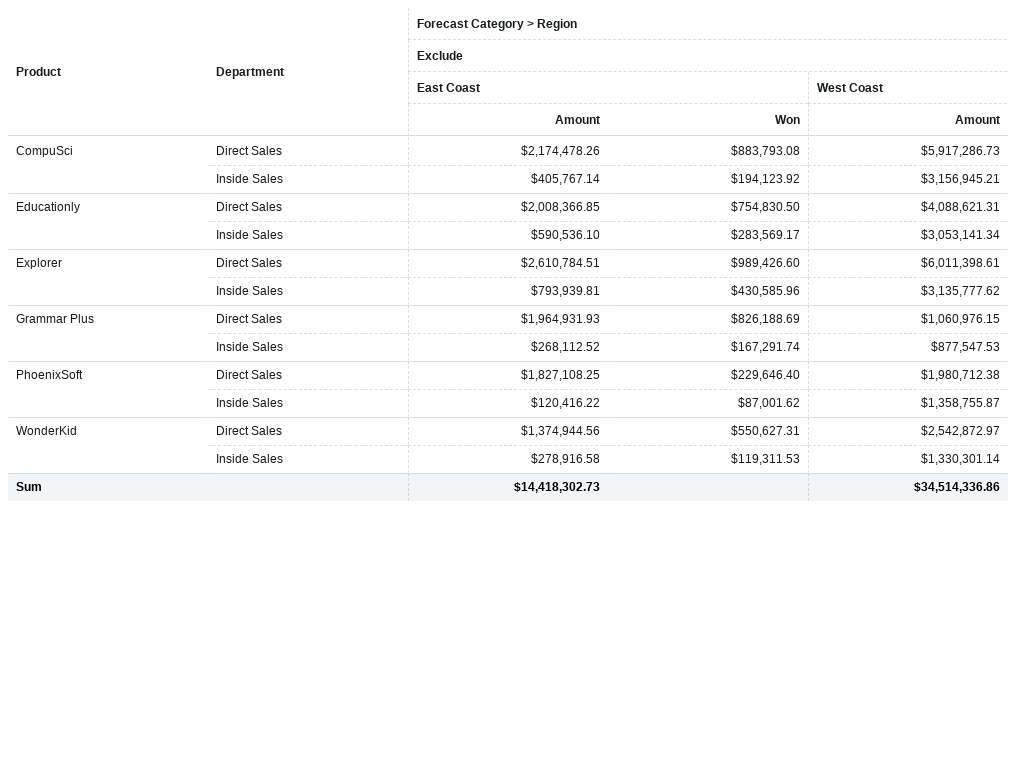 Forecast Category > Region
Exclude
Product Department
East Coast West Coast
Amount Won Amount
CompuSci Direct Sales $2,174,478.26 $883,793.08 $5,917,286.73
Inside Sales $405,767.14 $194,123.92 $3,156,945.21
Educationly Direct Sales $2,008,366.85 $754,830.50 $4,088,621.31
Inside Sales $590,536.10 $283,569.17 $3,053,141.34
Explorer Direct Sales $2,610,784.51 $989,426.60 $6,011,398.61
Inside Sales $793,939.81 $430,585.96 $3,135,777.62
Grammar Plus Direct Sales $1,964,931.93 $826,188.69 $1,060,976.15
Inside Sales $268,112.52 $167,291.74 $877,547.53
PhoenixSoft Direct Sales $1,827,108.25 $229,646.40 $1,980,712.38
Inside Sales $120,416.22 $87,001.62 $1,358,755.87
WonderKid Direct Sales $1,374,944.56 $550,627.31 $2,542,872.97
Inside Sales $278,916.58 $119,311.53 $1,330,301.14
Sum $14,418,302.73 $34,514,336.86